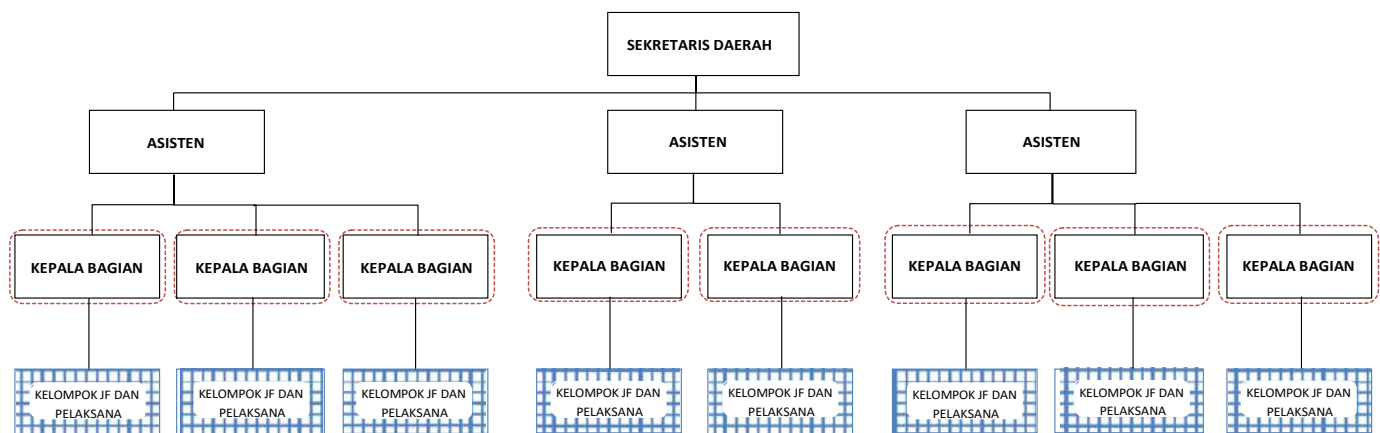 SEKRETARIS DAERAH
ASISTEN
ASISTEN
ASISTEN
KEPALA BAGIAN
KEPALA BAGIAN
KEPALA BAGIAN
KEPALA BAGIAN
KEPALA BAGIAN
KEPALA BAGIAN
KEPALA BAGIAN
KEPALA BAGIAN
KELOMPOK JF DAN
PELAKSANA
KELOMPOK JF DAN
PELAKSANA
KELOMPOK JF DAN
PELAKSANA
KELOMPOK JF DAN
PELAKSANA
KELOMPOK JF DAN
PELAKSANA
KELOMPOK JF DAN
PELAKSANA
KELOMPOK JF DAN
PELAKSANA
KELOMPOK JF DAN
PELAKSANA